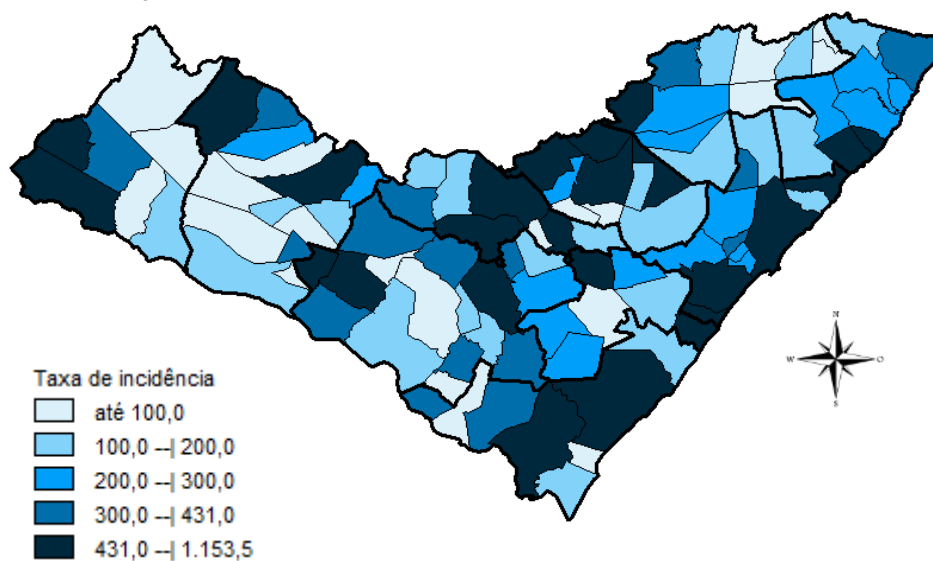 N
W O
S
Taxa de incidência
até 100,0
100,0 --| 200,0
200,0 --| 300,0
300,0 --| 431,0
431,0 --| 1.153,5